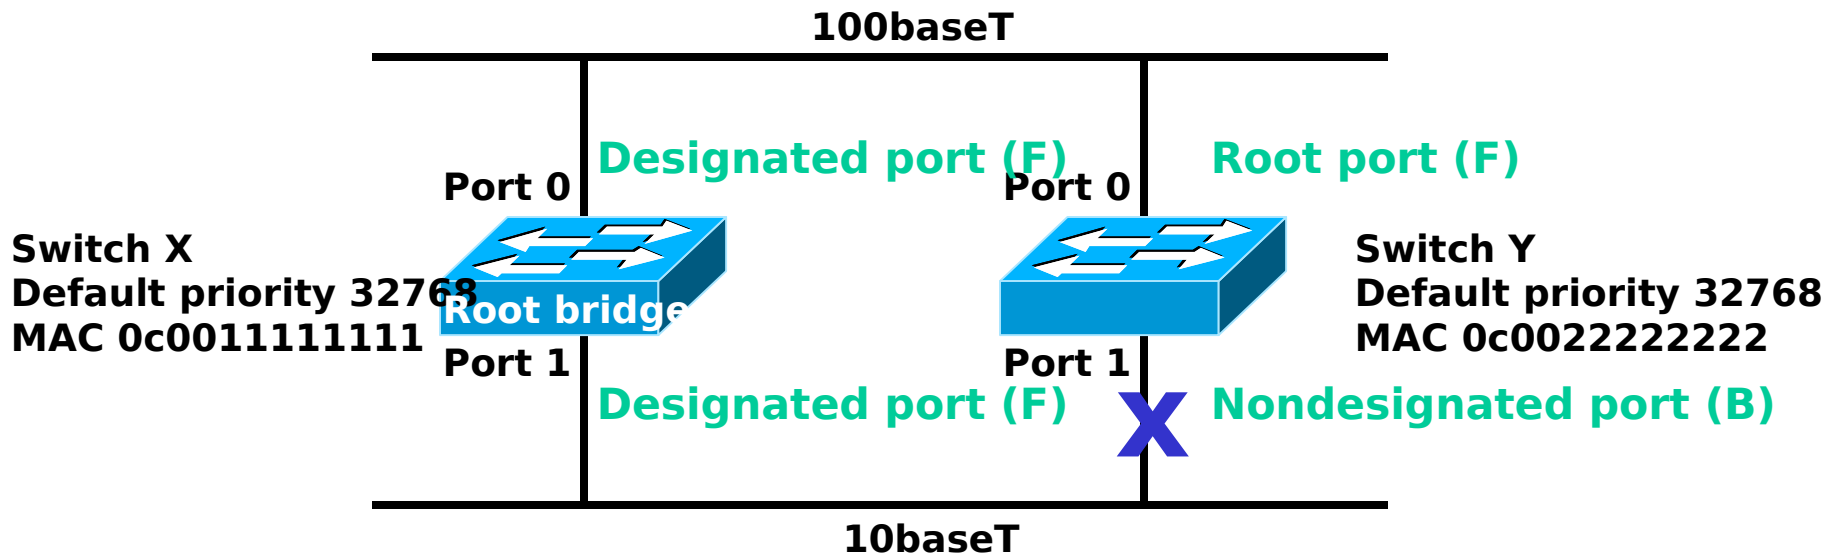 100baseT
Designated port (F)
Root port (F)
Port 0
Port 0
Switch X
Default priority 32768
MAC 0c0011111111
Root bridge
Switch Y
Default priority 32768
MAC 0c0022222222
Port 1
Port 1
Designated port (F)
X
Nondesignated port (B)
10baseT